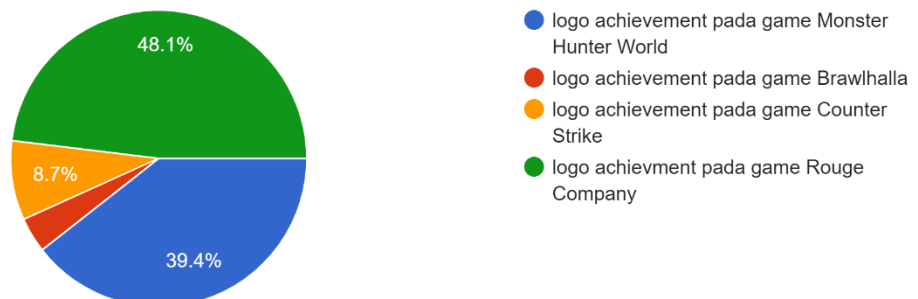 48.1%
8.7%
39.4%
logo achievement pada game Monster
Hunter World
logo achievement pada game Brawlhalla
logo achievement pada game Counter
Strike
logo achievment pada game Rouge
Company